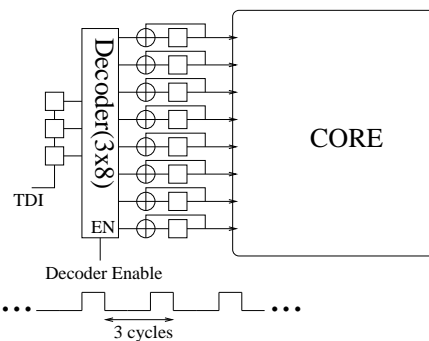 Decoder(3x8)
CORE
TDI
EN
Decoder Enable
3 cycles